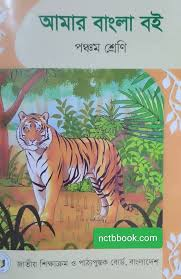 আমার বাংলা বই
পঞ্চম শ্রেণি
nctbbook.com
জাতীয় শিক্ষাক্রম ও পাঠ্যপুস্তক বোর্ড, বাংলাদেশ